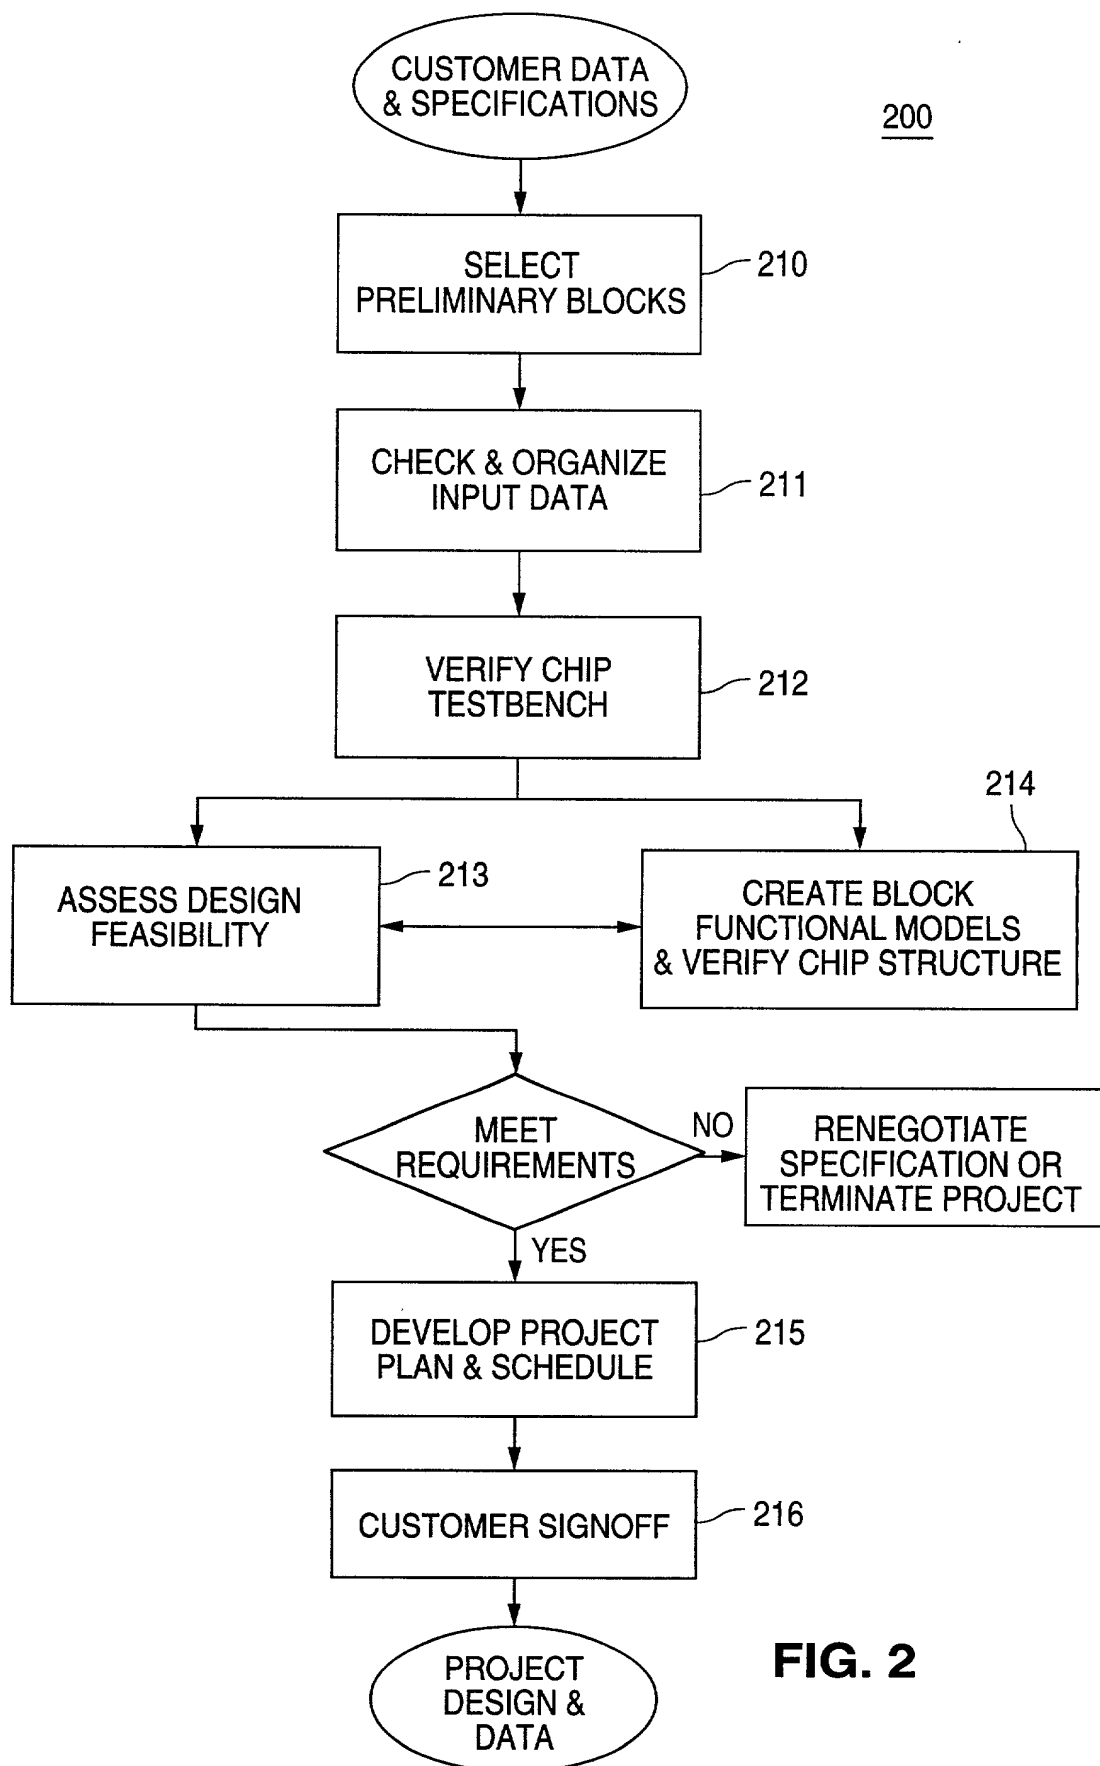 CUSTOMER DATA
& SPECIFICATIONS
200
SELECT
PRELIMINARY BLOCKS
210
CHECK & ORGANIZE
INPUT DATA
211
VERIFY CHIP
TESTBENCH
212
214
ASSESS DESIGN
FEASIBILITY
213
CREATE BLOCK
FUNCTIONAL MODELS
& VERIFY CHIP STRUCTURE
MEET
REQUIREMENTS
NO
RENEGOTIATE
SPECIFICATION OR
TERMINATE PROJECT
YES
DEVELOP PROJECT
PLAN & SCHEDULE
215
CUSTOMER SIGNOFF
216
PROJECT
DESIGN &
DATA
FIG. 2